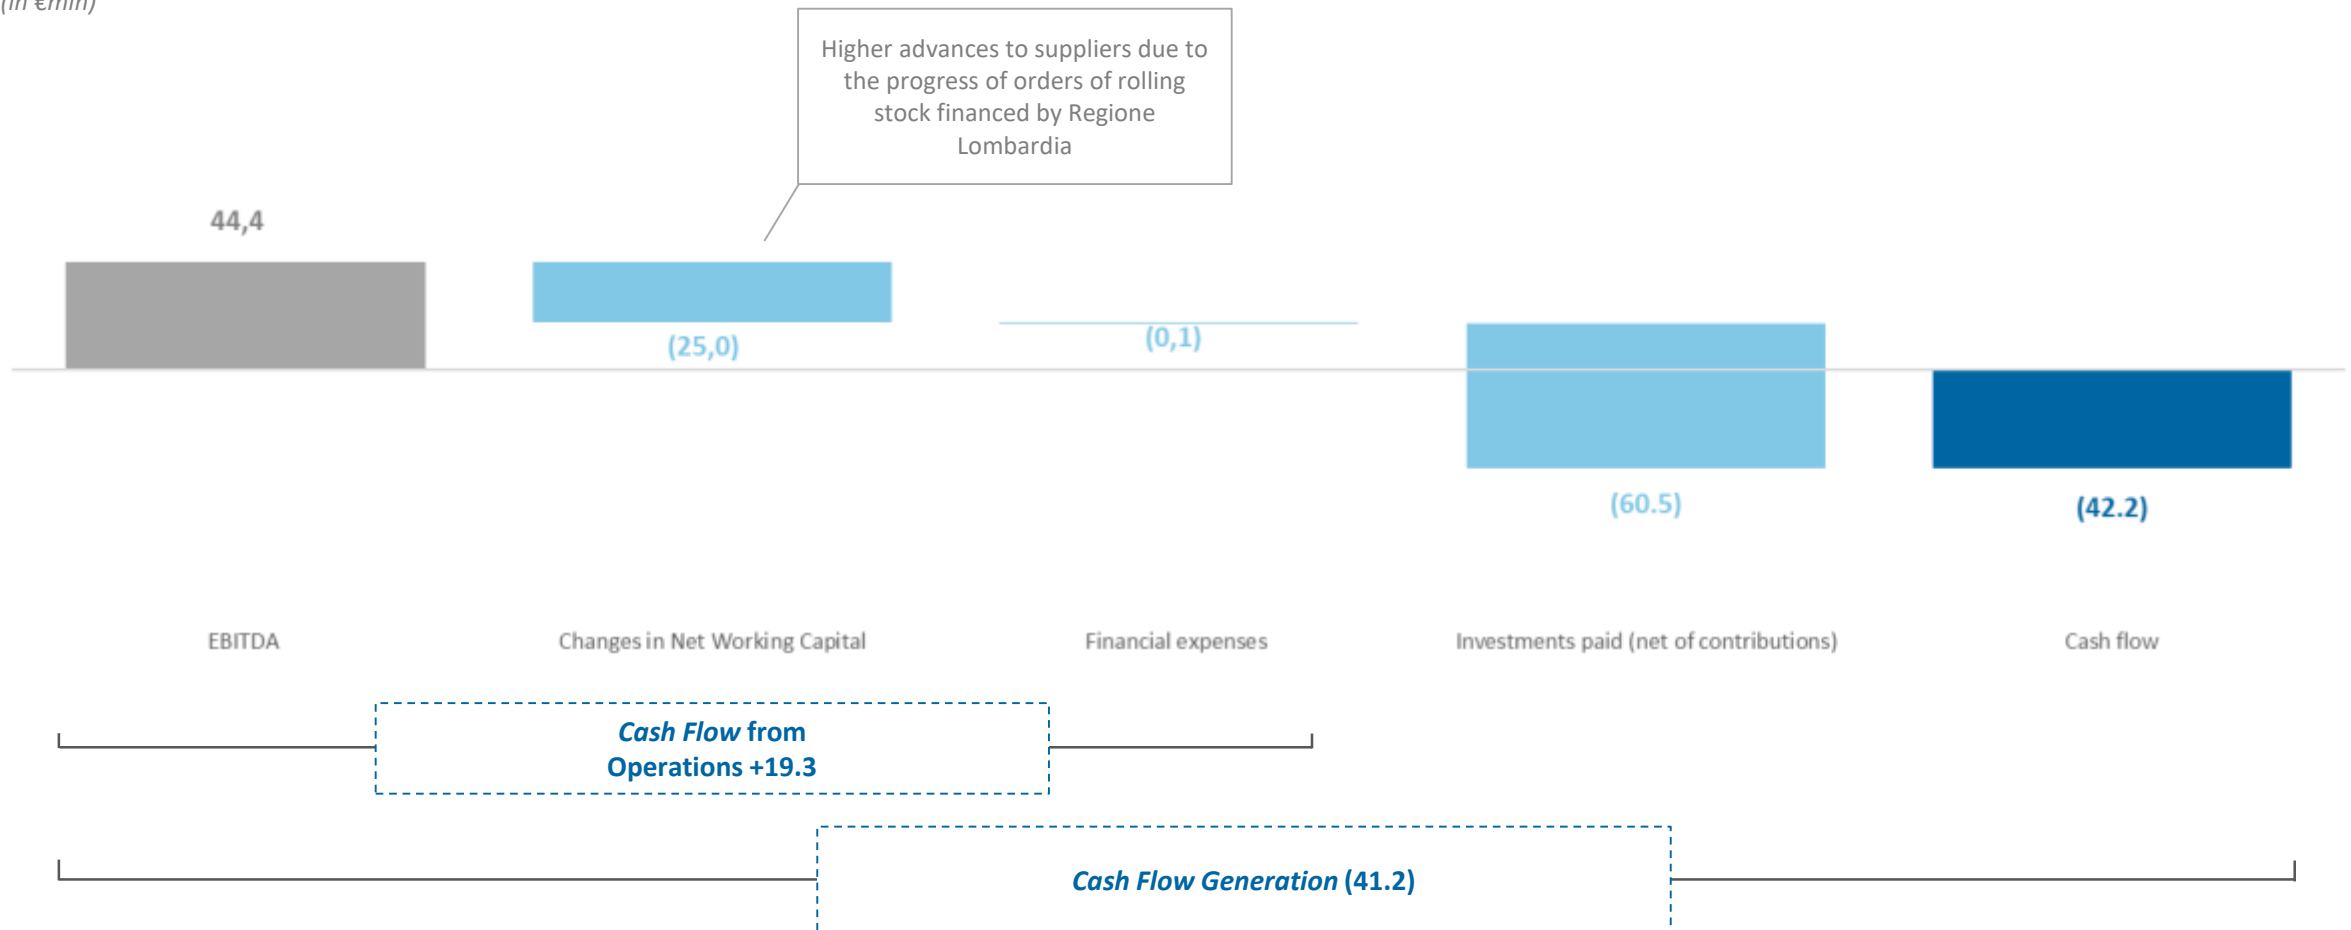 (in €mln)
Higher advances to suppliers due to
the progress of orders of rolling
stock financed by Regione
Lombardia
44,4
(25,0)
(0,1)
(60.5)
(42.2)
EBITDA
Changes in Net Working Capital
Financial expenses
Investments paid (net of contributions)
Cash flow
Cash Flow from
Operations +19.3
Cash Flow Generation (41.2)